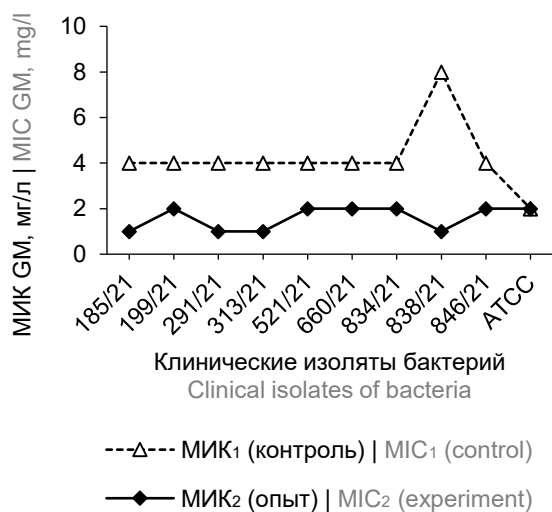 МИК GM, мг/л | MIC GM, mg/l
10
8
6
4
2
0
185/21
199/21
291/21
313/21
521/21
660/21
834/21
838/21
846/21
ATCC
Клинические изоляты бактерий
Clinical isolates of bacteria
МИК₁ (контроль) | MIC₁ (control)
МИК₂ (опыт) | MIC₂ (experiment)